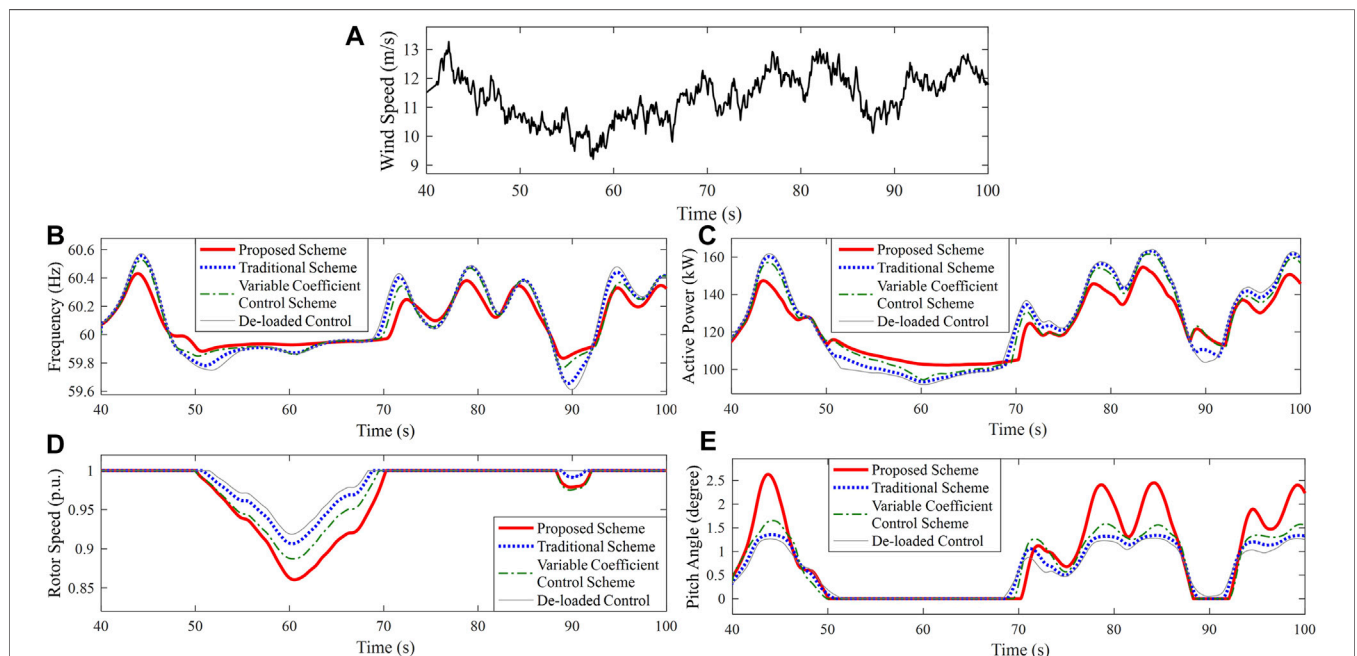 A
Wind Speed (m/s)
13
12
11
10
9
40 50 60 70 80 90 100
Time (s)
B
Frequency (Hz)
60.6
60.4
60.2
60
59.8
59.6
Proposed Scheme
Traditional Scheme
Variable Coefficient
Control Scheme
De-loaded Control
40 50 60 70 80 90 100
Time (s)
C
Active Power (kW)
160
140
120
100
Proposed Scheme
Traditional Scheme
Variable Coefficient
Control Scheme
De-loaded Control
40 50 60 70 80 90 100
Time (s)
D
Rotor Speed (p.u.)
1
0.95
0.9
0.85
Proposed Scheme
Traditional Scheme
Variable Coefficient
Control Scheme
De-loaded Control
40 50 60 70 80 90 100
Time (s)
E
Pitch Angle (degree)
2.5
2
1.5
1
0.5
0
Proposed Scheme
Traditional Scheme
Variable Coefficient
Control Scheme
De-loaded Control
40 50 60 70 80 90 100
Time (s)